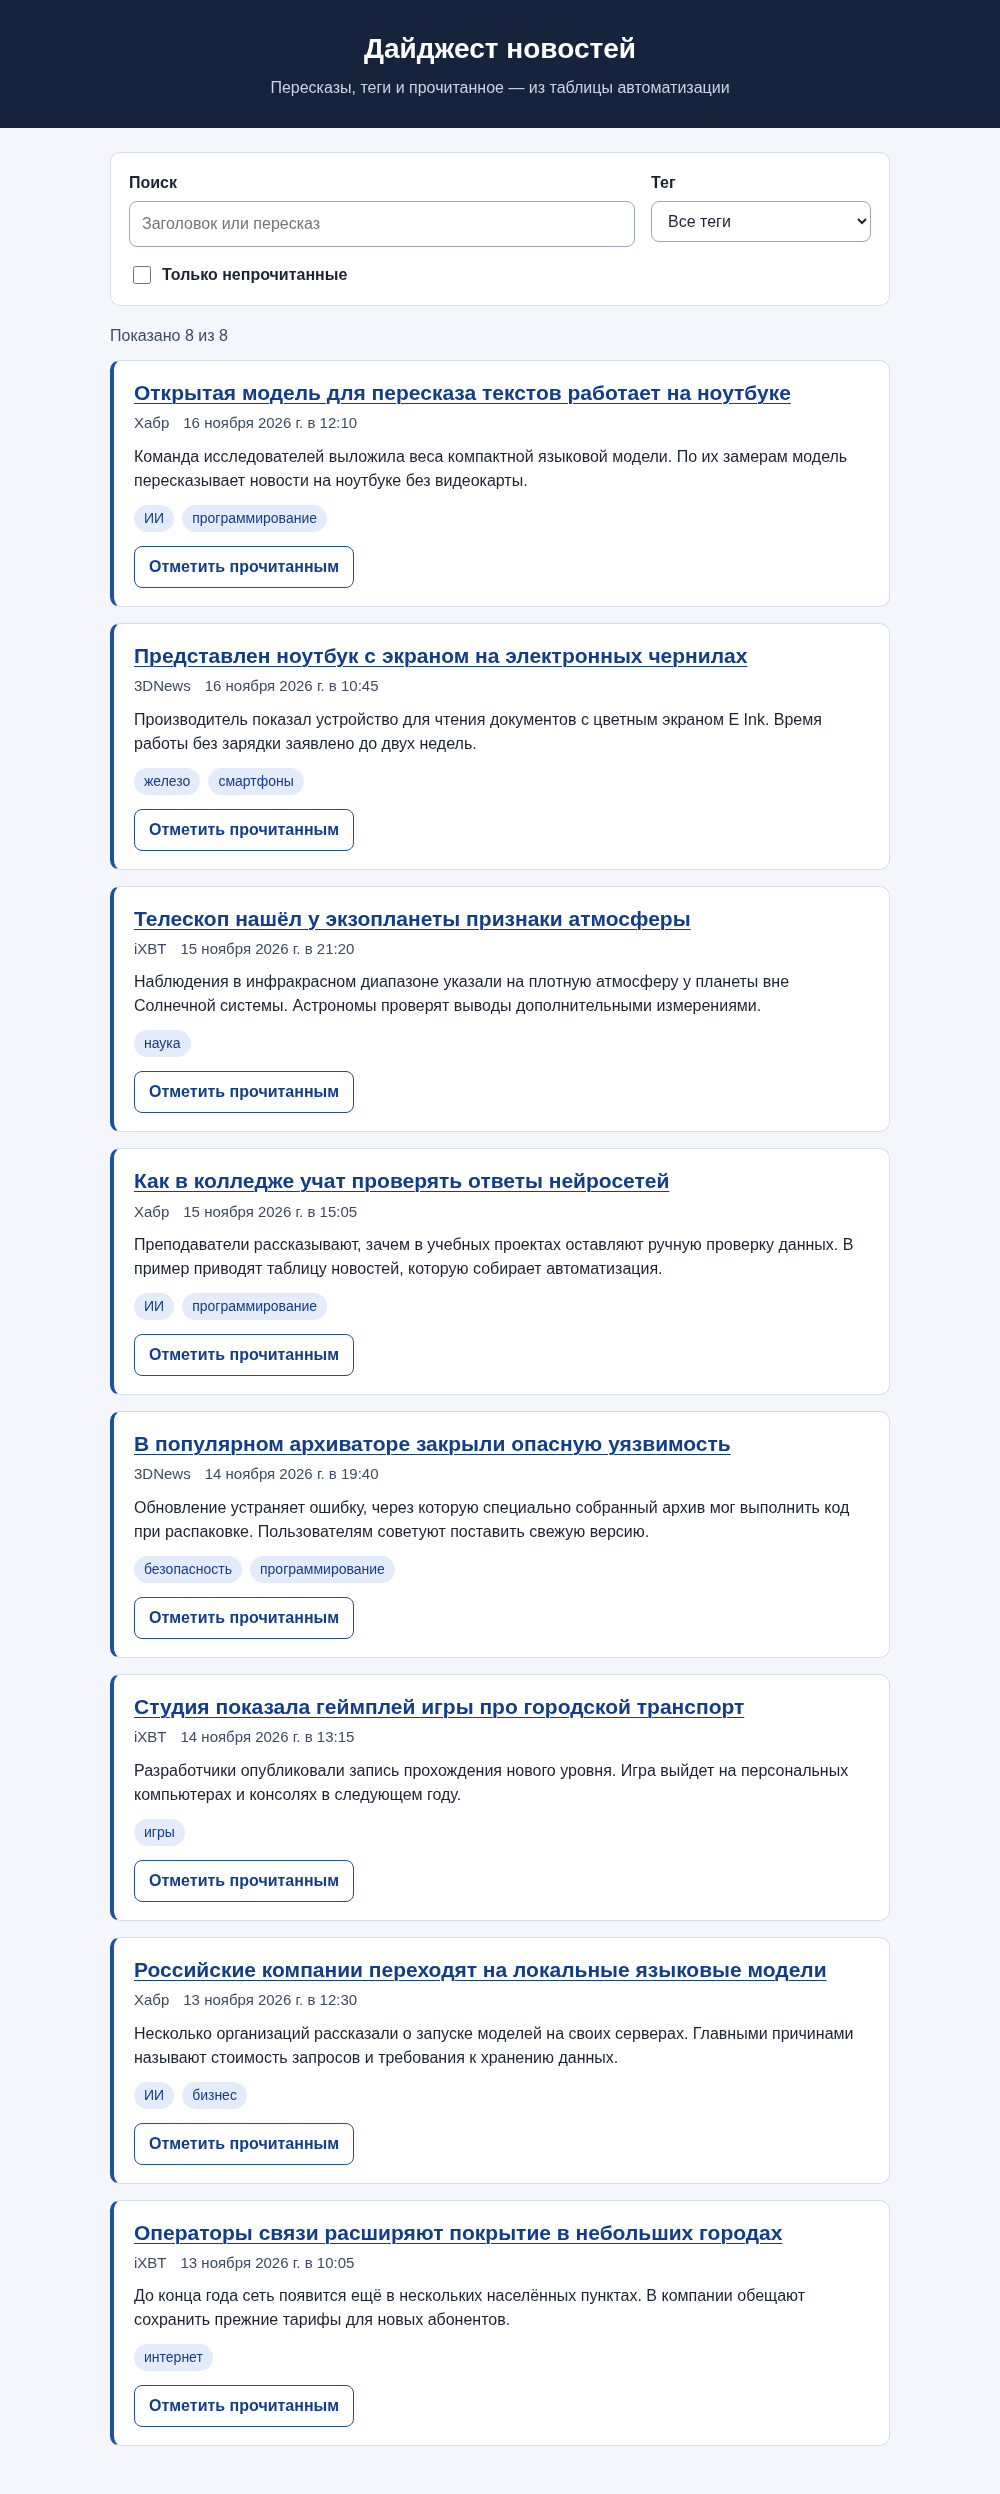 Дайджест новостей
Пересказы, теги и прочитанное — из таблицы автоматизации
Поиск
Тег
Заголовок или пересказ
Все теги
Только непрочитанные
Показано 8 из 8
Открытая модель для пересказа текстов работает на ноутбуке
Хабр 16 ноября 2026 г. в 12:10
Команда исследователей выложила веса компактной языковой модели. По их замерам модель
пересказывает новости на ноутбуке без видеокарты.
ИИ программирование
Отметить прочитанным
Представлен ноутбук с экраном на электронных чернилах
3DNews 16 ноября 2026 г. в 10:45
Производитель показал устройство для чтения документов с цветным экраном E Ink. Время
работы без зарядки заявлено до двух недель.
железо смартфоны
Отметить прочитанным
Телескоп нашёл у экзопланеты признаки атмосферы
iXBT 15 ноября 2026 г. в 21:20
Наблюдения в инфракрасном диапазоне указали на плотную атмосферу у планеты вне
Солнечной системы. Астрономы проверят выводы дополнительными измерениями.
наука
Отметить прочитанным
Как в колледже учат проверять ответы нейросетей
Хабр 15 ноября 2026 г. в 15:05
Преподаватели рассказывают, зачем в учебных проектах оставляют ручную проверку данных. В
пример приводят таблицу новостей, которую собирает автоматизация.
ИИ программирование
Отметить прочитанным
В популярном архиваторе закрыли опасную уязвимость
3DNews 14 ноября 2026 г. в 19:40
Обновление устраняет ошибку, через которую специально собранный архив мог выполнить код
при распаковке. Пользователям советуют поставить свежую версию.
безопасность программирование
Отметить прочитанным
Студия показала геймплей игры про городской транспорт
iXBT 14 ноября 2026 г. в 13:15
Разработчики опубликовали запись прохождения нового уровня. Игра выйдет на персональных
компьютерах и консолях в следующем году.
игры
Отметить прочитанным
Российские компании переходят на локальные языковые модели
Хабр 13 ноября 2026 г. в 12:30
Несколько организаций рассказали о запуске моделей на своих серверах. Главными причинами
называют стоимость запросов и требования к хранению данных.
ИИ бизнес
Отметить прочитанным
Операторы связи расширяют покрытие в небольших городах
iXBT 13 ноября 2026 г. в 10:05
До конца года сеть появится ещё в нескольких населённых пунктах. В компании обещают
сохранить прежние тарифы для новых абонентов.
интернет
Отметить прочитанным